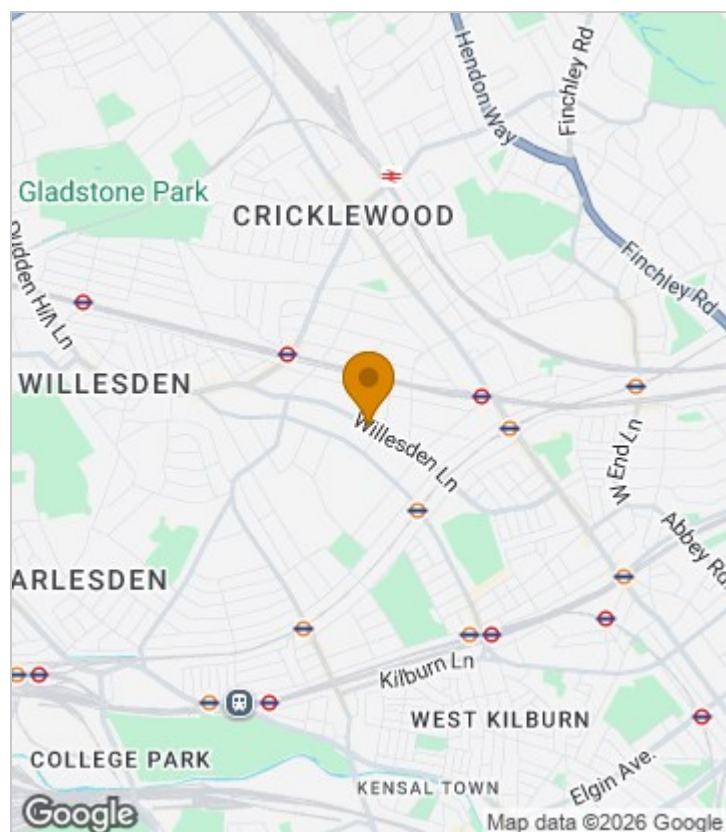 Hendon Way
Finchley Rd
Gladstone Park
CRICKLEWOOD
Dudden Hill Ln
Finchley Rd
WILLESDEN
Willesden Ln
W End Ln
Abbey Rd
ARLESDEN
Kilburn Ln
WEST KILBURN
COLLEGE PARK
KENSAL TOWN
Elgin Ave.
Google
Map data ©2026 Google